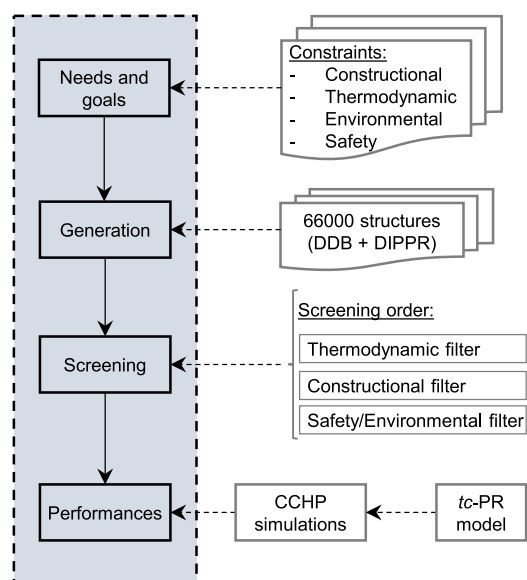 Needs and
goals
Constraints:
- Constructional
- Thermodynamic
- Environmental
- Safety
Generation
66000 structures
(DDB + DIPPR)
Screening
Screening order:
Thermodynamic filter
Constructional filter
Safety/Environmental filter
Performances
CCHP
simulations
tc-PR
model